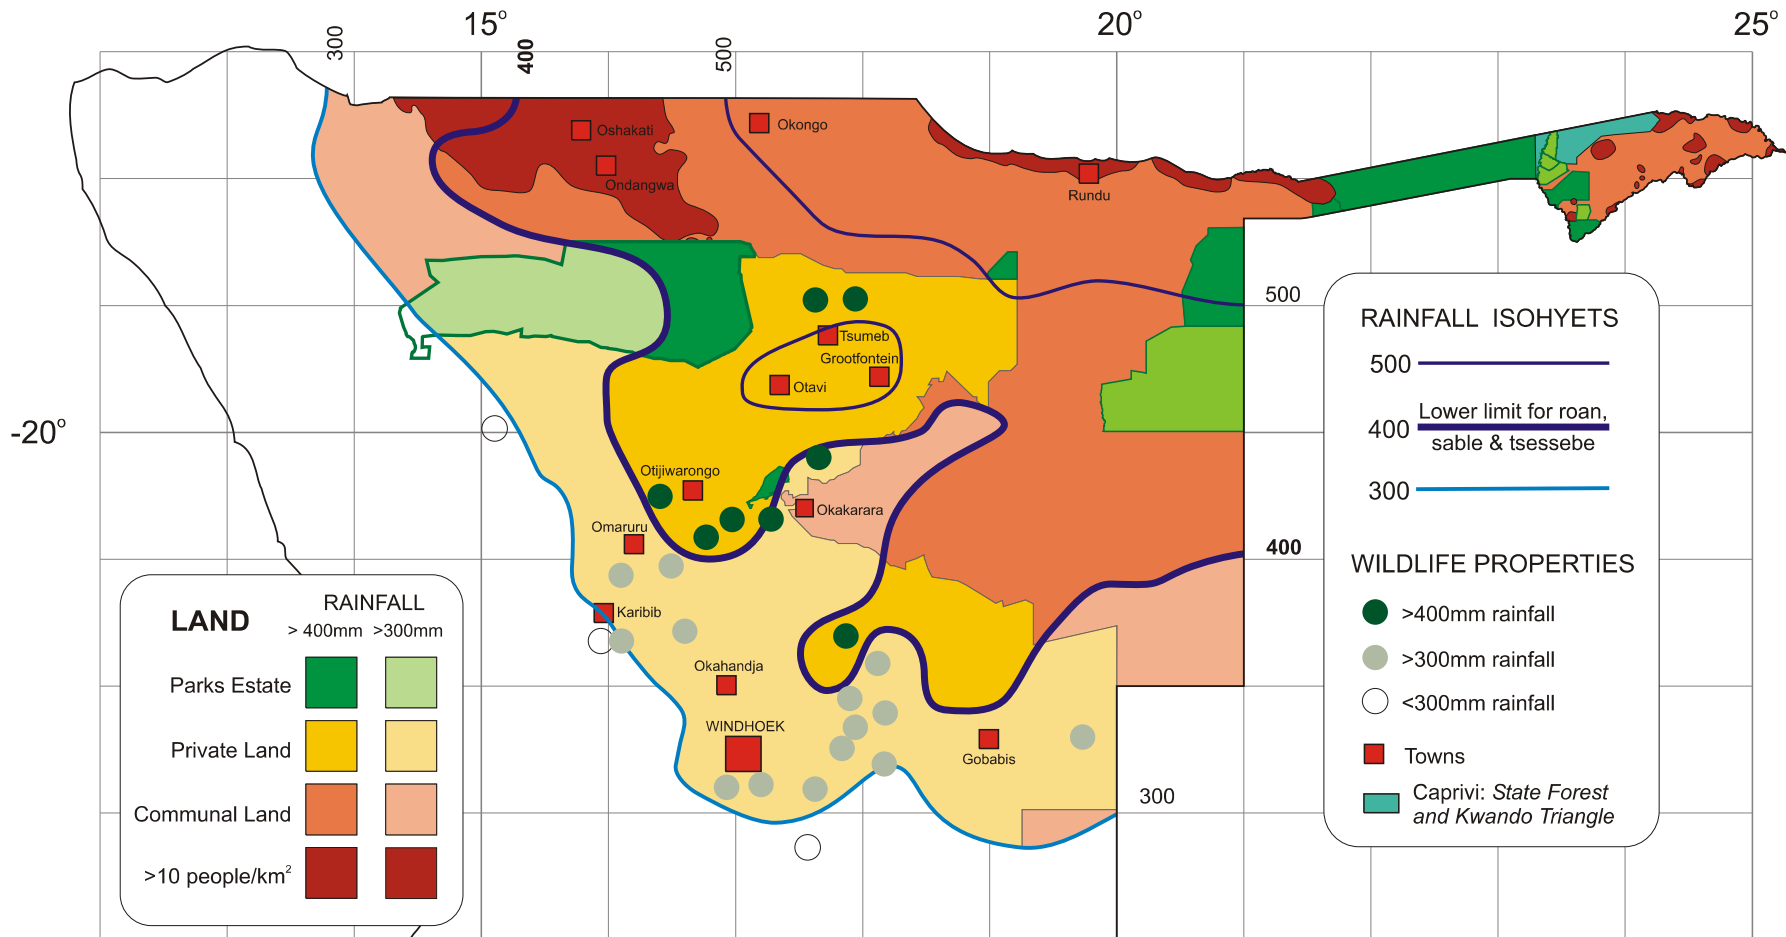 15°
20°
25°
300
400
500
Oshakati
Okongo
Ondangwa
Rundu
500
Tsumeb
Grootfontein
Otavi
-20°
Otijiwarongo
Okakarara
Omaruru
400
Karibib
Okahandja
WINDHOEK
Gobabis
300
LAND
RAINFALL
> 400mm >300mm
Parks Estate
Private Land
Communal Land
>10 people/km²
RAINFALL ISOHYETS
500
Lower limit for roan,
400
sable & tsessebe
300
WILDLIFE PROPERTIES
>400mm rainfall
>300mm rainfall
<300mm rainfall
Towns
Caprivi: State Forest
and Kwando Triangle